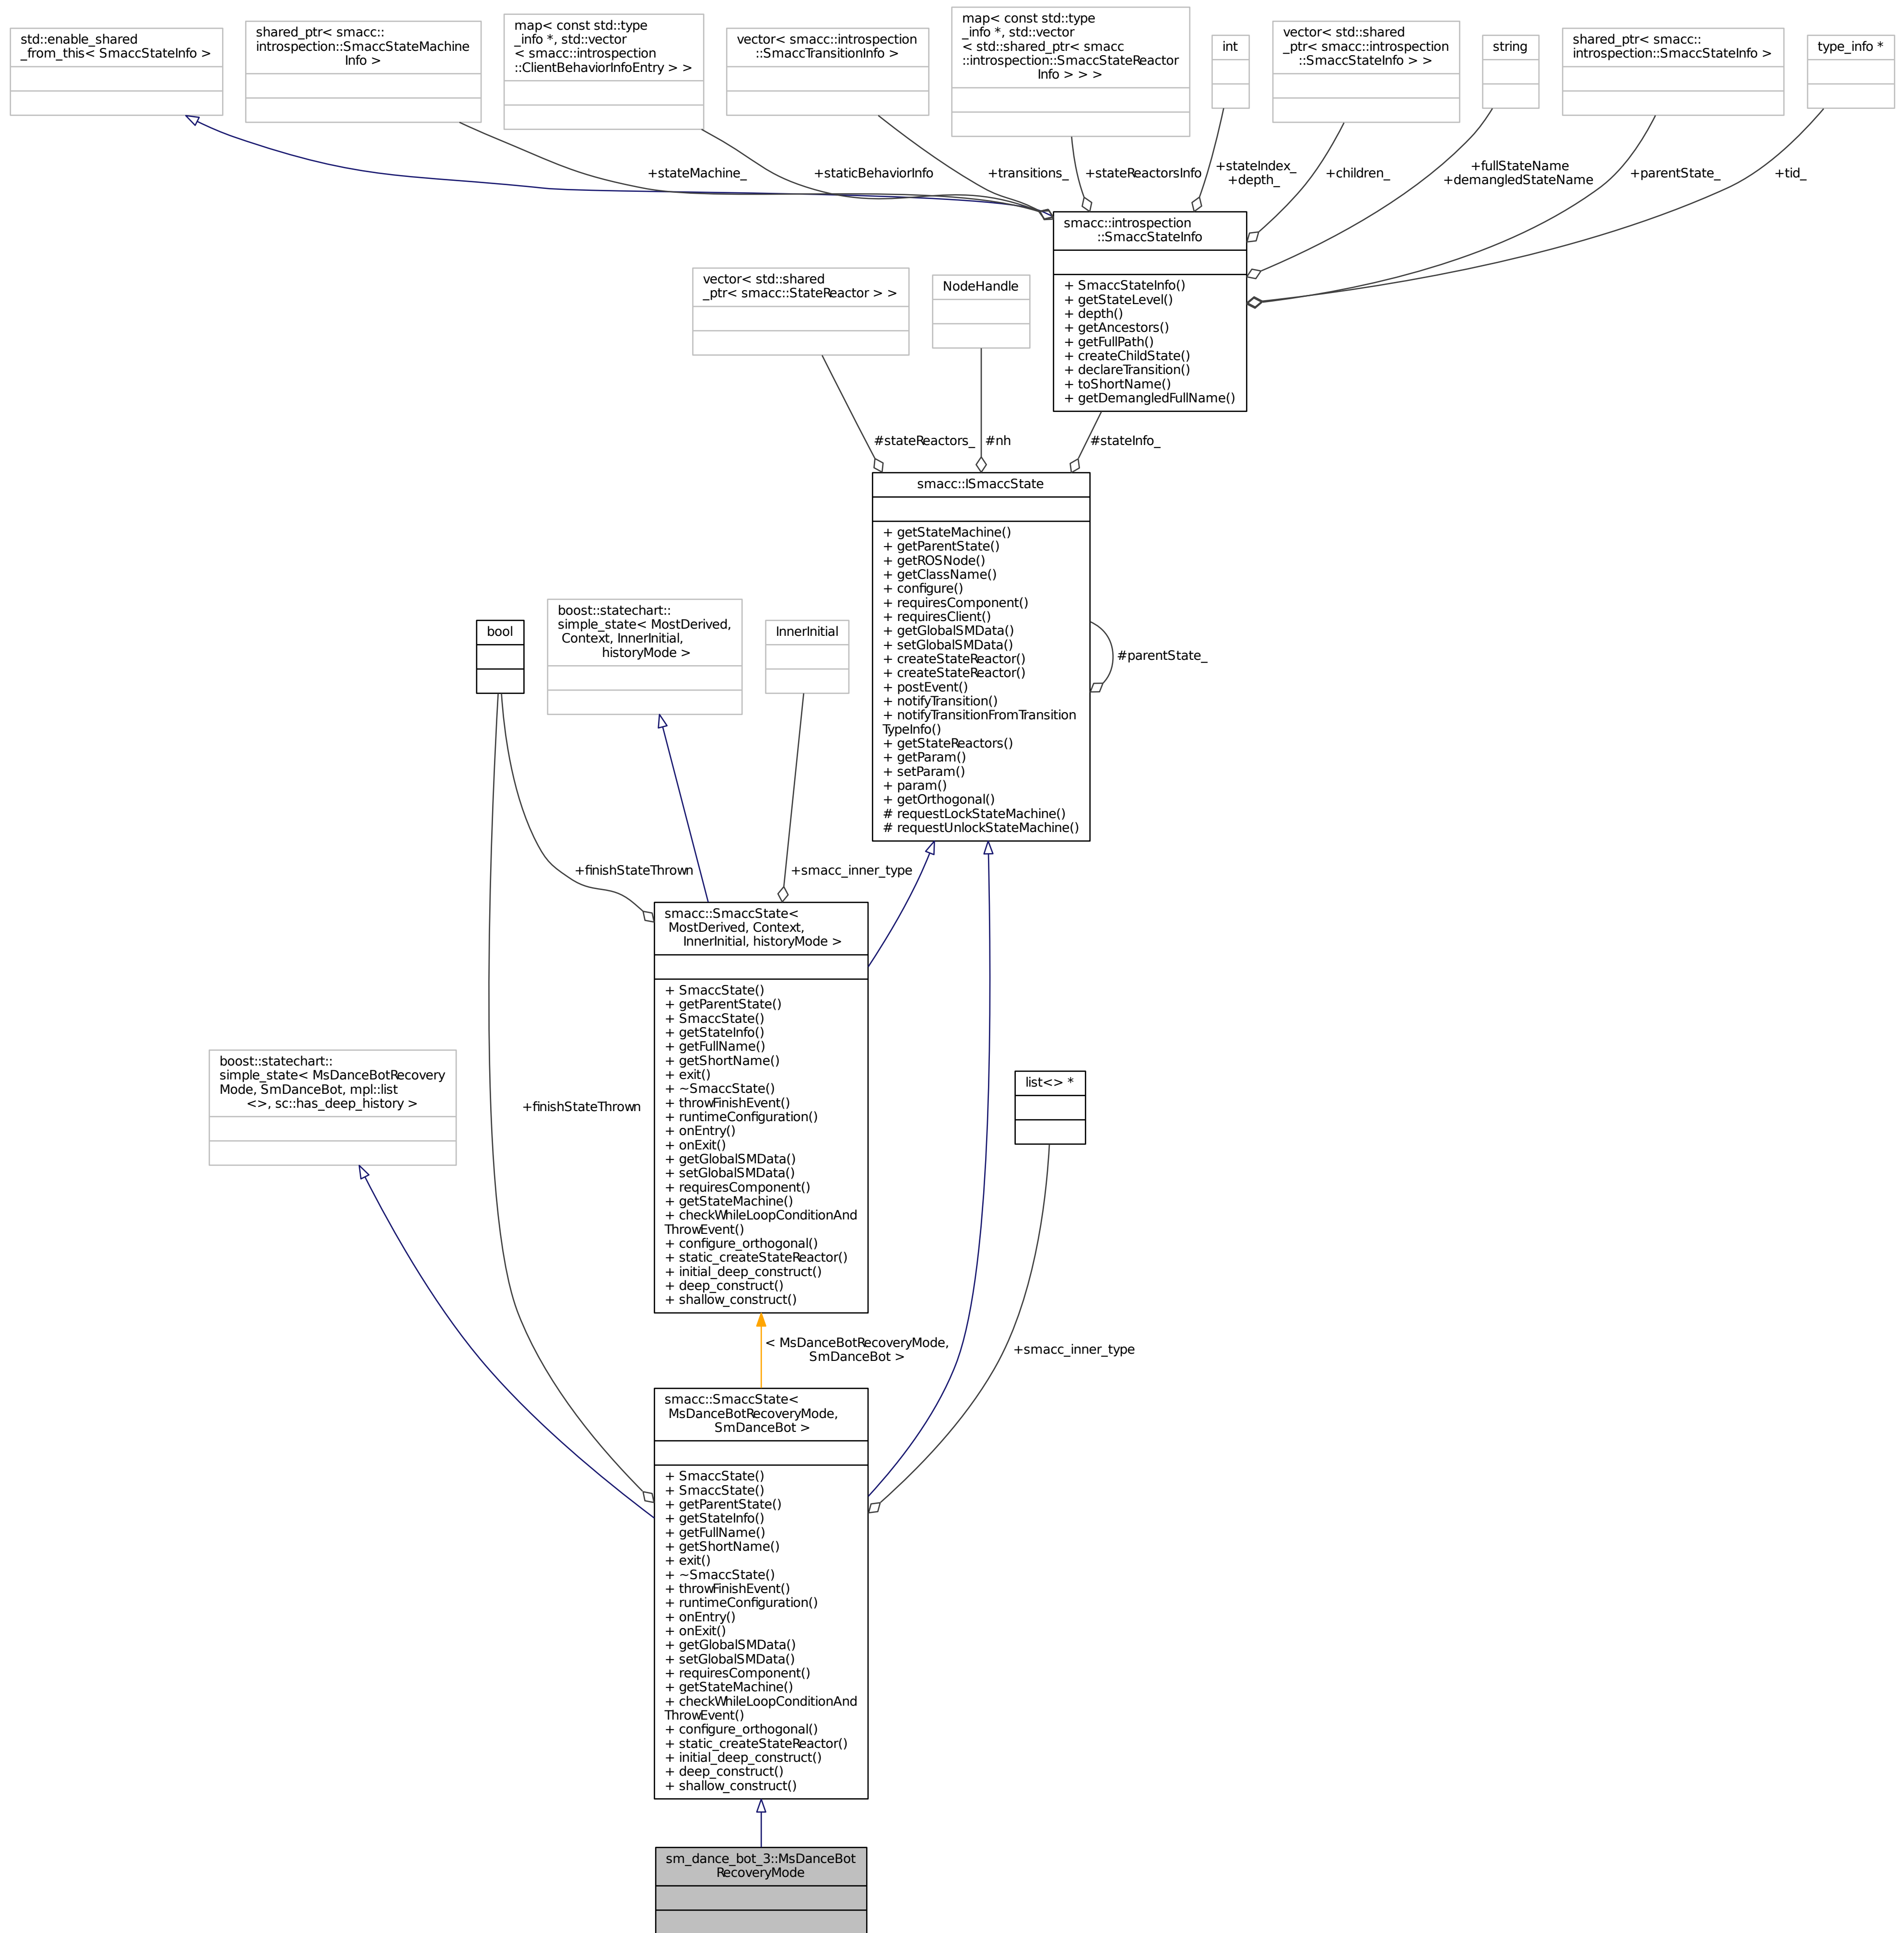 std::enable_shared
_from_this< SmaccStateInfo >
shared_ptr< smacc::
introspection::SmaccStateMachine
Info >
map< const std::type
_info *, std::vector
< smacc::introspection
::ClientBehaviorInfoEntry > >
vector< smacc::introspection
::SmaccTransitionInfo >
map< const std::type
_info *, std::vector
< std::shared_ptr< smacc
::introspection::SmaccStateReactor
Info > > >
int
vector< std::shared
_ptr< smacc::introspection
::SmaccStateInfo > >
string
shared_ptr< smacc::
introspection::SmaccStateInfo >
type_info *
+stateMachine_
+staticBehaviorInfo
+transitions_
+stateReactorsInfo
+stateIndex_
+depth_
+children_
+fullStateName
+demangledStateName
+parentState_
+tid_
smacc::introspection
::SmaccStateInfo
+ SmaccStateInfo()
+ getStateLevel()
+ depth()
+ getAncestors()
+ getFullPath()
+ createChildState()
+ declareTransition()
+ toShortName()
+ getDemangledFullName()
vector< std::shared
_ptr< smacc::StateReactor > >
NodeHandle
#stateReactors_
#nh
#stateInfo_
smacc::ISmaccState
+ getStateMachine()
+ getParentState()
+ getROSNode()
+ getClassName()
+ configure()
+ requiresComponent()
+ requiresClient()
+ getGlobalSMData()
+ setGlobalSMData()
+ createStateReactor()
+ createStateReactor()
+ postEvent()
+ notifyTransition()
+ notifyTransitionFromTransition
TypeInfo()
+ getStateReactors()
+ getParam()
+ setParam()
+ param()
+ getOrthogonal()
# requestLockStateMachine()
# requestUnlockStateMachine()
#parentState_
bool
boost::statechart::
simple_state< MostDerived,
Context, InnerInitial,
historyMode >
InnerInitial
+finishStateThrown
+smacc_inner_type
smacc::SmaccState<
MostDerived, Context,
InnerInitial, historyMode >
+ SmaccState()
+ getParentState()
+ SmaccState()
+ getStateInfo()
+ getFullName()
+ getShortName()
+ exit()
+ ~SmaccState()
+ throwFinishEvent()
+ runtimeConfiguration()
+ onEntry()
+ onExit()
+ getGlobalSMData()
+ setGlobalSMData()
+ requiresComponent()
+ getStateMachine()
+ checkWhileLoopConditionAnd
ThrowEvent()
+ configure_orthogonal()
+ static_createStateReactor()
+ initial_deep_construct()
+ deep_construct()
+ shallow_construct()
boost::statechart::
simple_state< MsDanceBotRecovery
Mode, SmDanceBot, mpl::list
<>, sc::has_deep_history >
+finishStateThrown
list<> *
< MsDanceBotRecoveryMode,
SmDanceBot >
+smacc_inner_type
smacc::SmaccState<
MsDanceBotRecoveryMode,
SmDanceBot >
+ SmaccState()
+ SmaccState()
+ getParentState()
+ getStateInfo()
+ getFullName()
+ getShortName()
+ exit()
+ ~SmaccState()
+ throwFinishEvent()
+ runtimeConfiguration()
+ onEntry()
+ onExit()
+ getGlobalSMData()
+ setGlobalSMData()
+ requiresComponent()
+ getStateMachine()
+ checkWhileLoopConditionAnd
ThrowEvent()
+ configure_orthogonal()
+ static_createStateReactor()
+ initial_deep_construct()
+ deep_construct()
+ shallow_construct()
sm_dance_bot_3::MsDanceBot
RecoveryMode